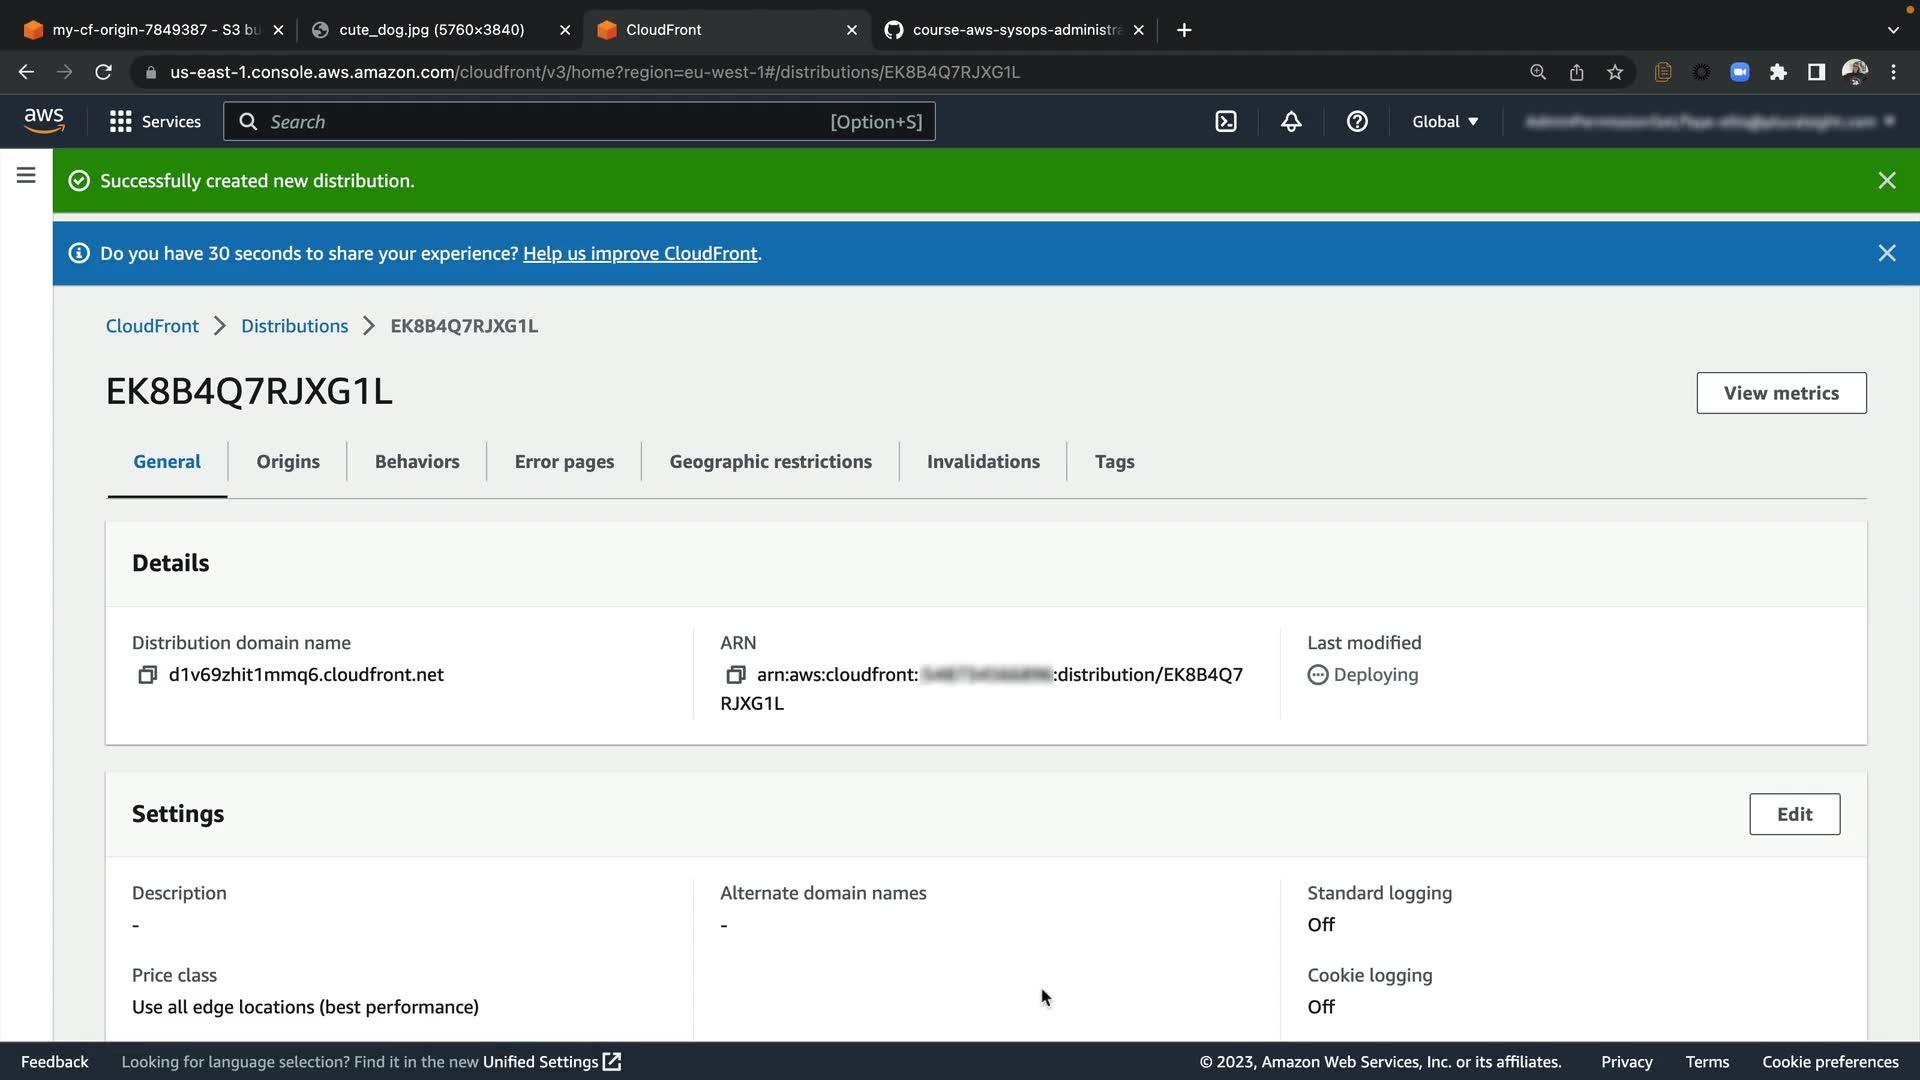 my-cf-origin-7849387 - S3 bu
cute_dog.jpg (5760×3840)
CloudFront
course-aws-sysops-administra
us-east-1.console.aws.amazon.com/cloudfront/v3/home?region=eu-west-1#/distributions/EK8B4Q7RJXG1L
aws
Services
Search
[Option+S]
Global
Successfully created new distribution.
Do you have 30 seconds to share your experience? Help us improve CloudFront.
CloudFront
Distributions
EK8B4Q7RJXG1L
EK8B4Q7RJXG1L
View metrics
General
Origins
Behaviors
Error pages
Geographic restrictions
Invalidations
Tags
Details
Distribution domain name
d1v69zhit1mmq6.cloudfront.net
ARN
arn:aws:cloudfront: :distribution/EK8B4Q7
RJXG1L
Last modified
Deploying
Settings
Edit
Description
-
Alternate domain names
-
Standard logging
Off
Price class
Use all edge locations (best performance)
Cookie logging
Off
Feedback
Looking for language selection? Find it in the new Unified Settings
© 2023, Amazon Web Services, Inc. or its affiliates.
Privacy
Terms
Cookie preferences